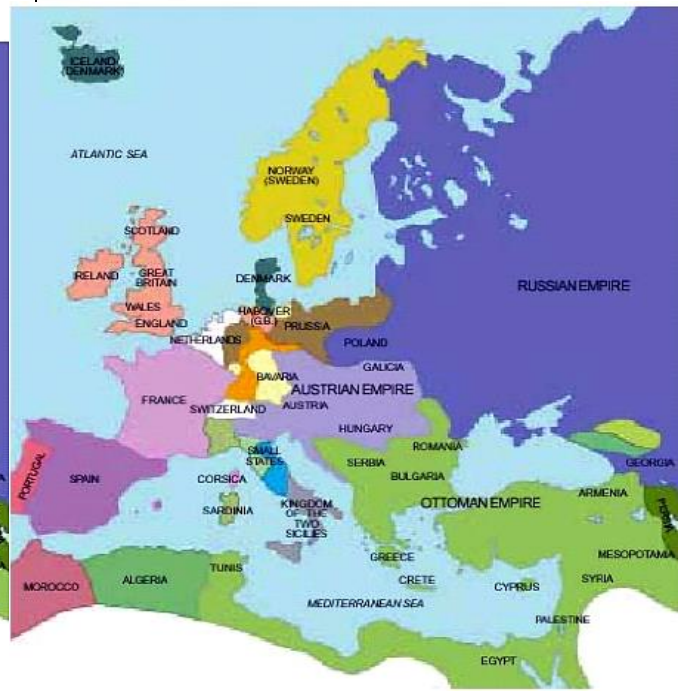 ICELAND
(DENMARK)
ATLANTIC SEA
NORWAY
(SWEDEN)
SWEDEN
SCOTLAND
IRELAND
GREAT
BRITAIN
WALES
ENGLAND
DENMARK
HABOVER
(G.B.)
PRUSSIA
NETHERLANDS
RUSSIAN EMPIRE
POLAND
GALICIA
BAVARIA
AUSTRIAN EMPIRE
FRANCE
SWITZERLAND
AUSTRIA
HUNGARY
ROMANIA
SMALL
STATES
SERBIA
BULGARIA
GEORGIA
PORTUGAL
SPAIN
CORSICA
SARDINIA
KINGDOM
OF THE
TWO
SICILIES
OTTOMAN EMPIRE
ARMENIA
PERSIA
MESOPOTAMIA
GREECE
CRETE
CYPRUS
SYRIA
MOROCCO
ALGERIA
TUNIS
MEDITERRANEAN SEA
PALESTINE
EGYPT